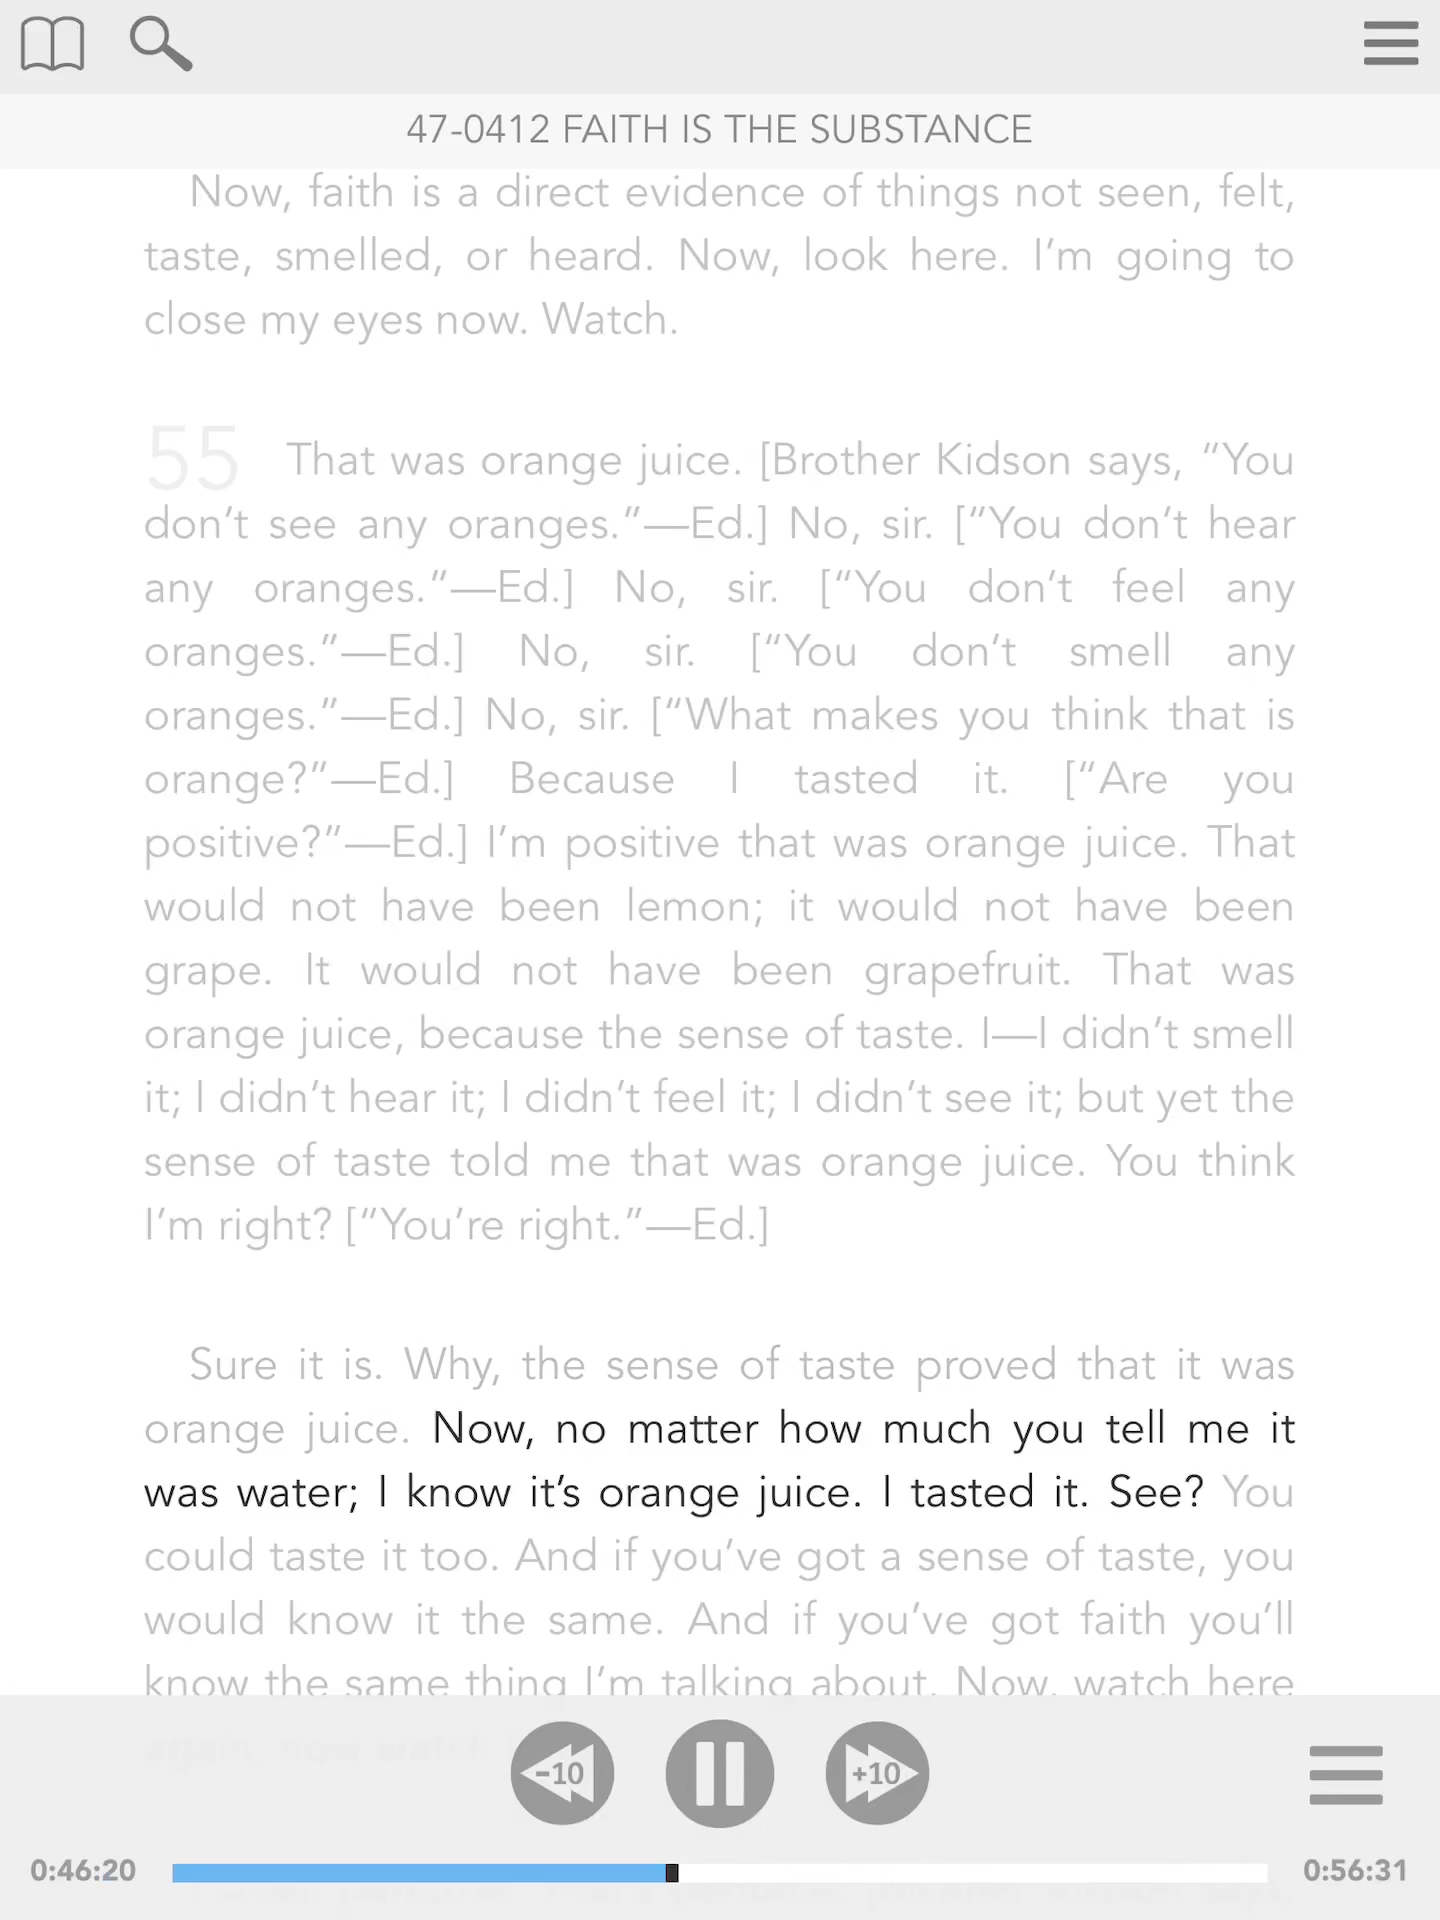 47-0412 FAITH IS THE SUBSTANCE
Now, faith is a direct evidence of things not seen, felt,
taste, smelled, or heard. Now, look here. I’m going to
close my eyes now. Watch.
55 That was orange juice. [Brother Kidson says, “You
don’t see any oranges.”—Ed.] No, sir. [“You don’t hear
any oranges.”—Ed.] No, sir. [“You don’t feel any
oranges.”—Ed.] No, sir. [“You don’t smell any
oranges.”—Ed.] No, sir. [“What makes you think that is
orange?”—Ed.] Because I tasted it. [“Are you
positive?”—Ed.] I’m positive that was orange juice. That
would not have been lemon; it would not have been
grape. It would not have been grapefruit. That was
orange juice, because the sense of taste. I—I didn’t smell
it; I didn’t hear it; I didn’t feel it; I didn’t see it; but yet the
sense of taste told me that was orange juice. You think
I’m right? [“You’re right.”—Ed.]
Sure it is. Why, the sense of taste proved that it was
orange juice. Now, no matter how much you tell me it
was water; I know it’s orange juice. I tasted it. See? You
could taste it too. And if you’ve got a sense of taste, you
would know it the same. And if you’ve got faith you’ll
know the same thing I’m talking about. Now, watch here
again, now watch
-10 +10
0:46:20 0:56:31